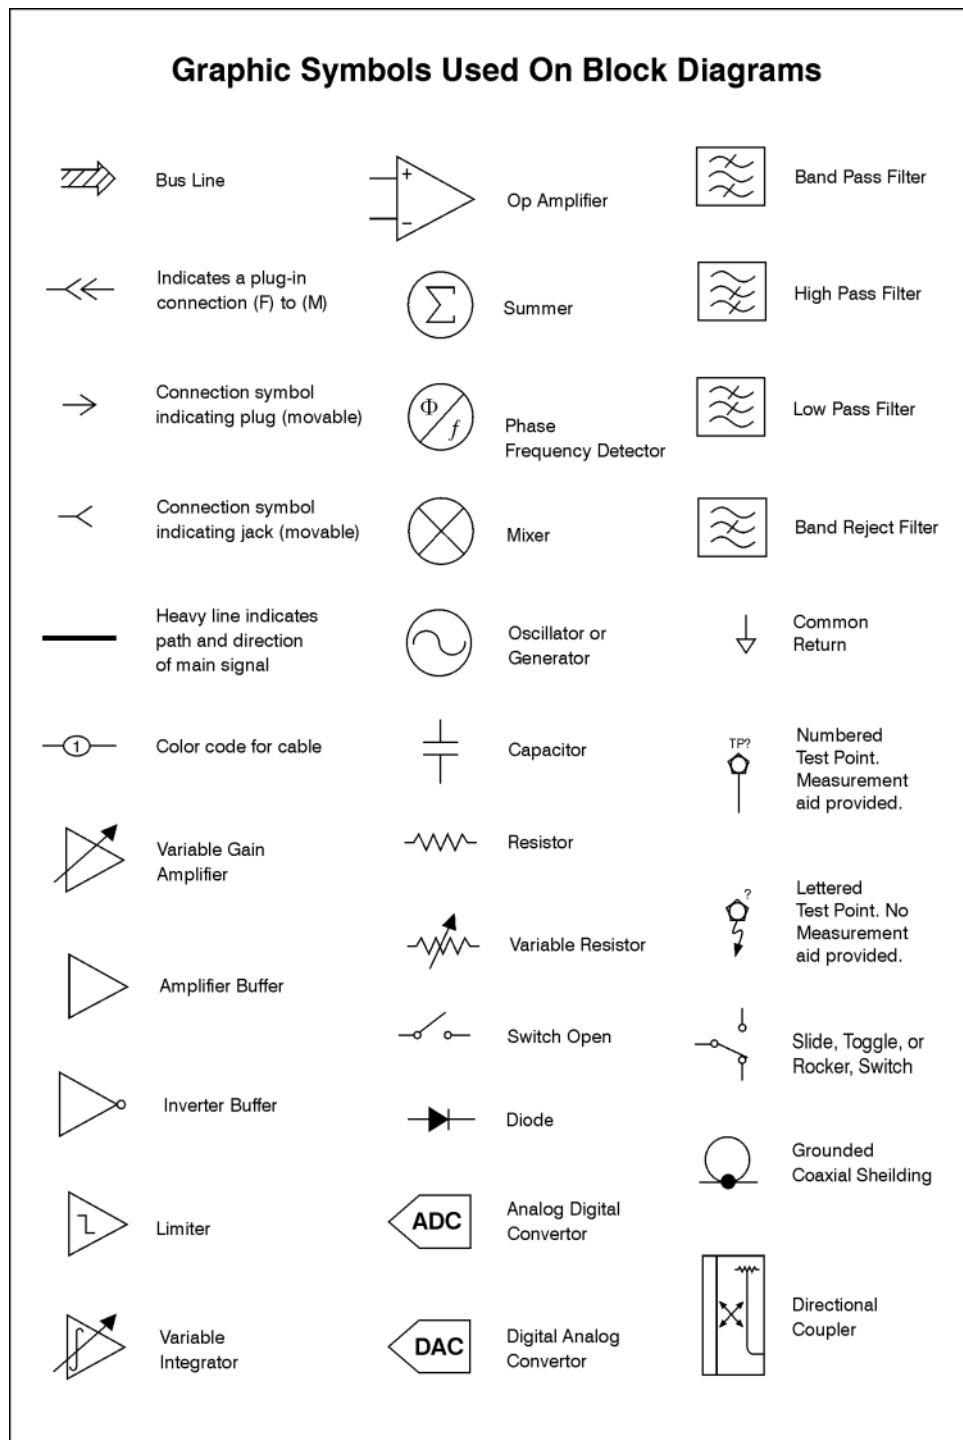 Graphic Symbols Used On Block Diagrams
Bus Line
Indicates a plug-in
connection (F) to (M)
Connection symbol
indicating plug (movable)
Connection symbol
indicating jack (movable)
Heavy line indicates
path and direction
of main signal
1
Color code for cable
Variable Gain
Amplifier
Amplifier Buffer
Inverter Buffer
Limiter
Variable
Integrator
+
−
Op Amplifier
Σ
Summer
Φ
f
Phase
Frequency Detector
Mixer
Oscillator or
Generator
Capacitor
Resistor
Variable Resistor
Switch Open
Diode
ADC
Analog Digital
Convertor
DAC
Digital Analog
Convertor
Band Pass Filter
High Pass Filter
Low Pass Filter
Band Reject Filter
Common
Return
TP?
Numbered
Test Point.
Measurement
aid provided.
?
Lettered
Test Point. No
Measurement
aid provided.
Slide, Toggle, or
Rocker, Switch
Grounded
Coaxial Sheilding
Directional
Coupler